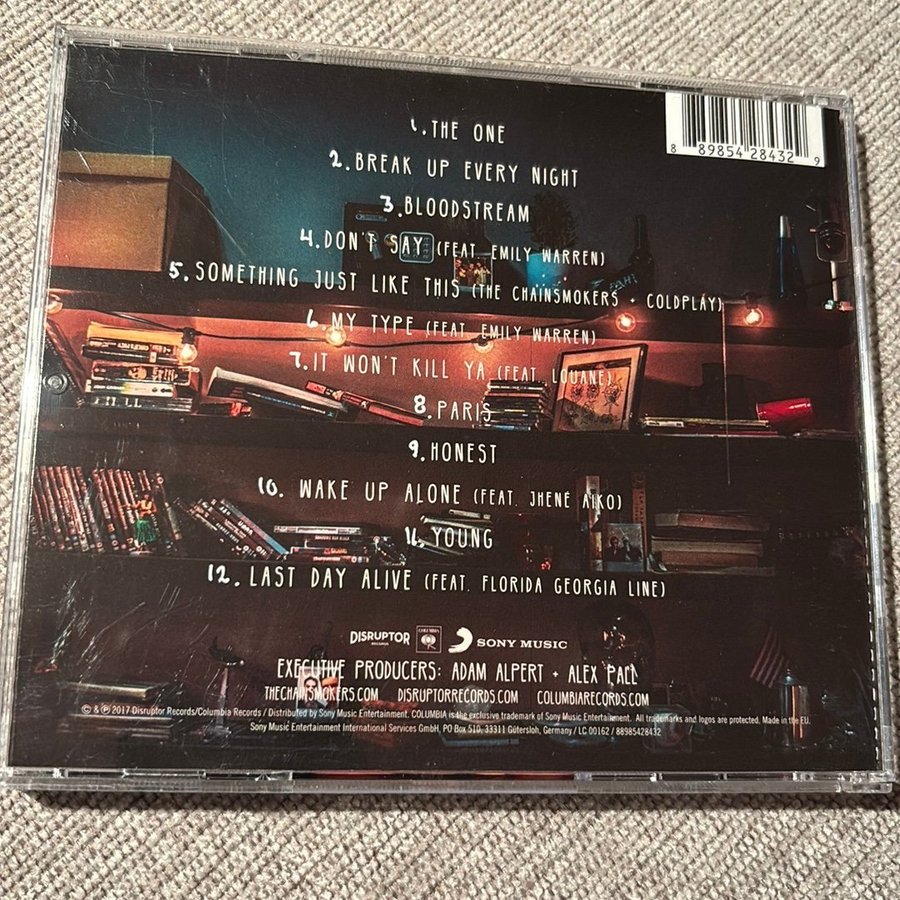 1. THE ONE
2. BREAK UP EVERY NIGHT
3. BLOODSTREAM
4. DON'T SAY (FEAT. EMILY WARREN)
5. SOMETHING JUST LIKE THIS (THE CHAINSMOKERS + COLDPLAY)
6. MY TYPE (FEAT. EMILY WARREN)
7. IT WON'T KILL YA (FEAT. LOUANE)
8. PARIS
9. HONEST
10. WAKE UP ALONE (FEAT. JHENÉ AIKO)
11. YOUNG
12. LAST DAY ALIVE (FEAT. FLORIDA GEORGIA LINE)
8 89854 28432 9
DISRUPTOR
RECORDS
COLUMBIA
SONY MUSIC
EXECUTIVE PRODUCERS: ADAM ALPERT + ALEX PALL
THECHAINSMOKERS.COM DISRUPTORRECORDS.COM COLUMBIARECORDS.COM
© & ℗ 2017 Disruptor Records/Columbia Records / Distributed by Sony Music Entertainment. COLUMBIA is the exclusive trademark of Sony Music Entertainment. All trademarks and logos are protected. Made in the EU.
Sony Music Entertainment International Services GmbH, PO Box 510, 33311 Gütersloh, Germany / LC 00162 / 88985428432